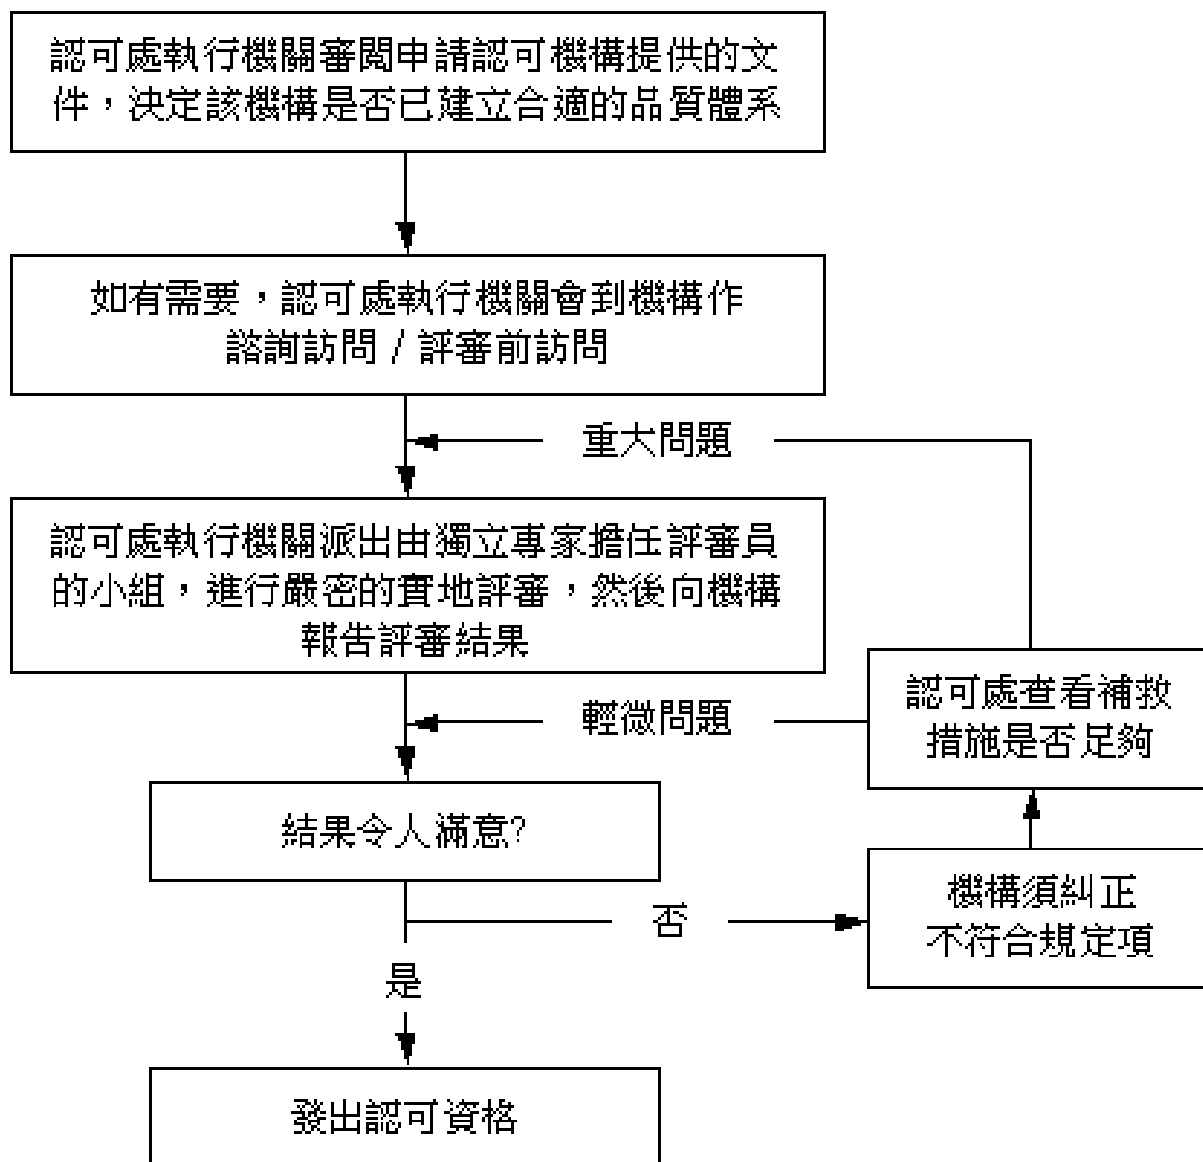 認可處執行機關審閱申請認可機構提供的文
件，決定該機構是否已建立合適的品質體系
如有需要，認可處執行機關會到機構作
諮詢訪問 / 評審前訪問
重大問題
認可處執行機關派出由獨立專家擔任評審員
的小組，進行嚴密的實地評審，然後向機構
報告評審結果
認可處查看補救
措施是否足夠
輕微問題
結果令人滿意?
機構須糾正
不符合規定項
否
是
發出認可資格